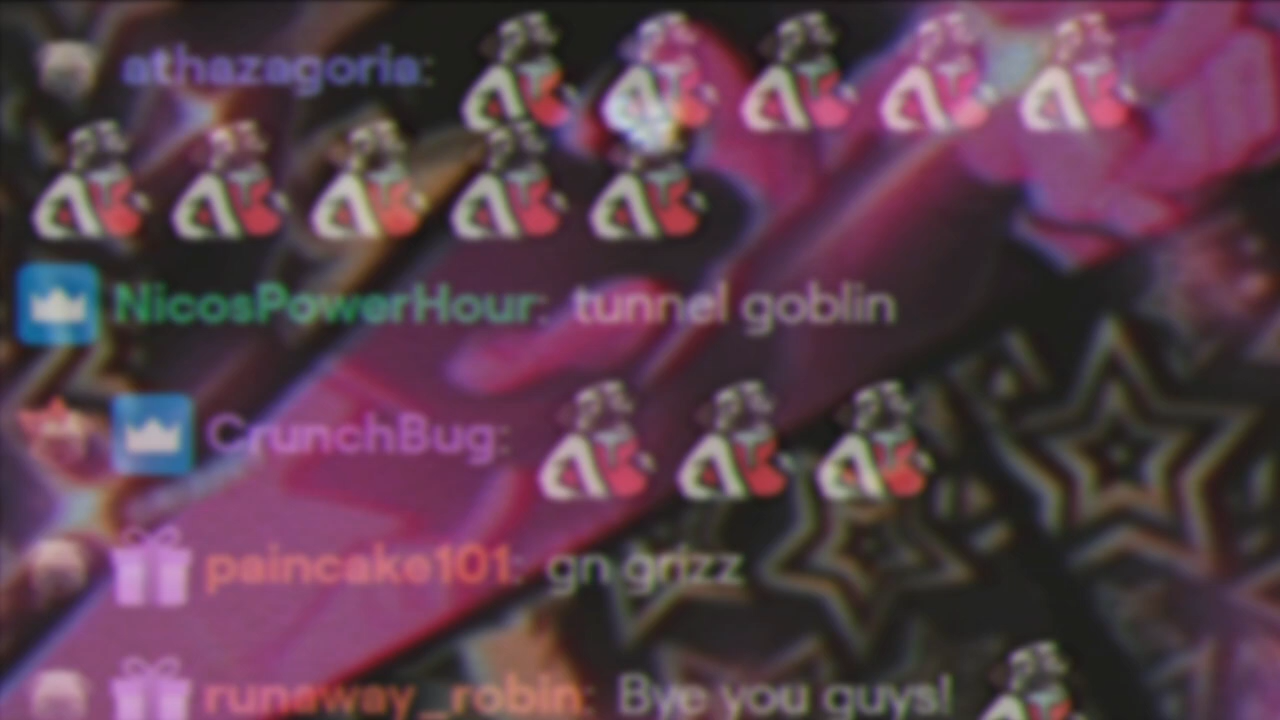 athazagoria:
NicosPowerHour: tunnel goblin
CrunchBug:
paincake101: gn grizz
runaway_robin: Bye you guys!